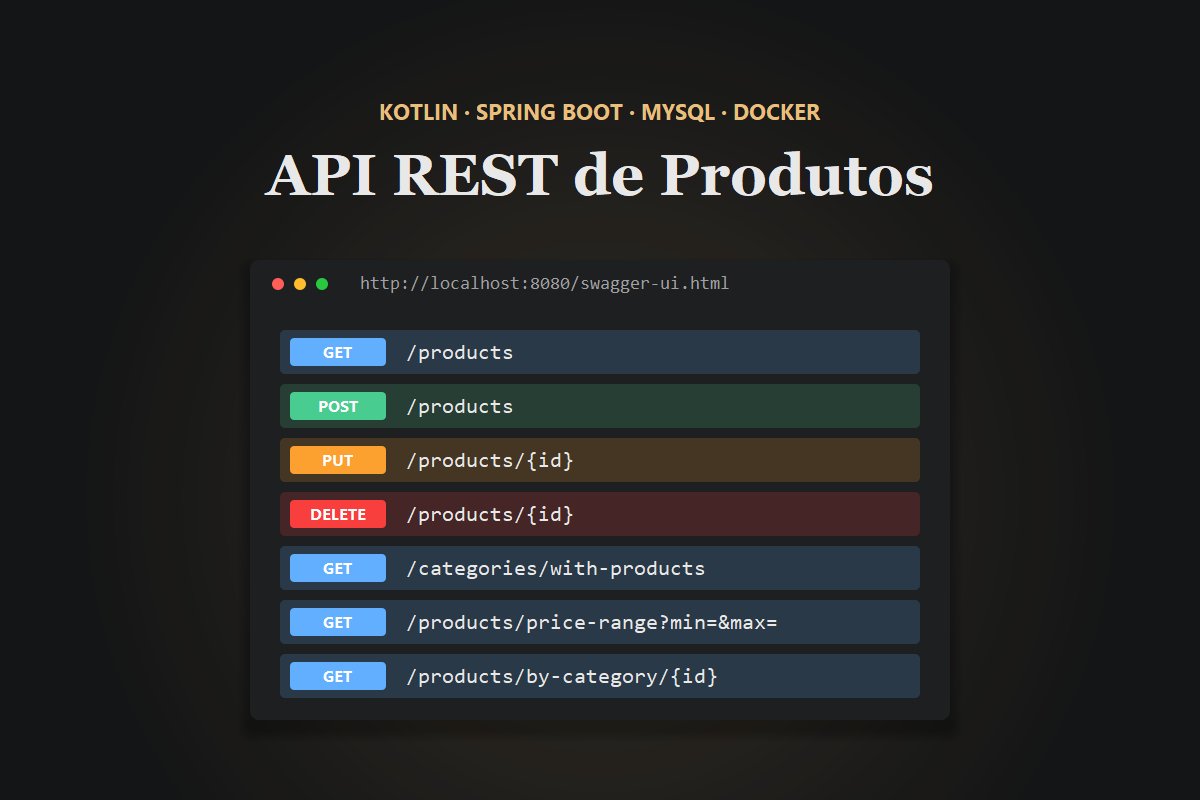 KOTLIN · SPRING BOOT · MYSQL · DOCKER
API REST de Produtos
http://localhost:8080/swagger-ui.html
GET /products
POST /products
PUT /products/{id}
DELETE /products/{id}
GET /categories/with-products
GET /products/price-range?min=&max=
GET /products/by-category/{id}